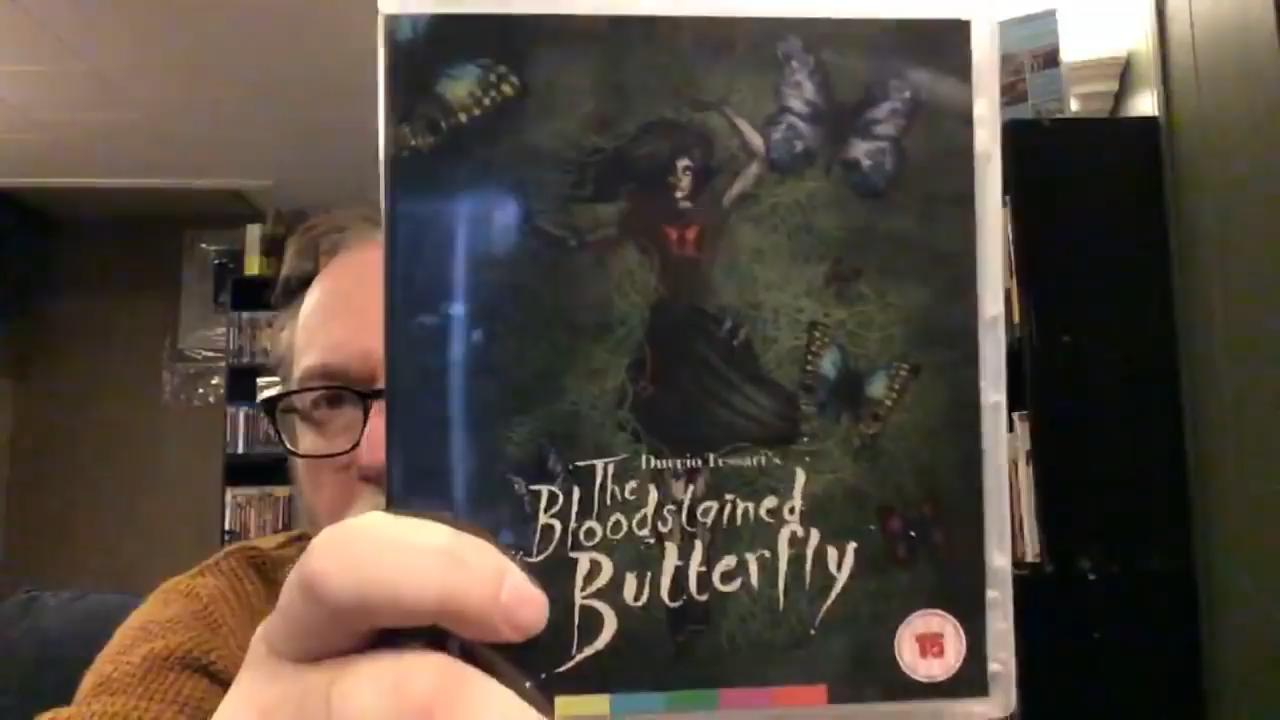 Duccio Tessari's
The
Bloodstained
Butterfly
15